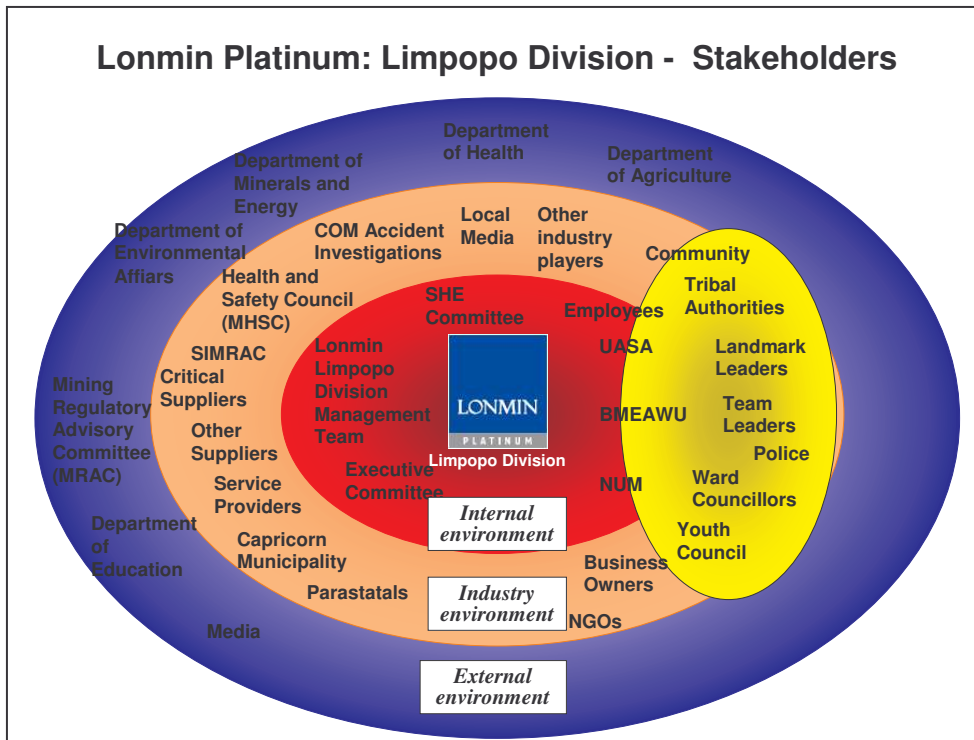 Lonmin Platinum: Limpopo Division - Stakeholders
Department
of Health
Department of
Minerals and
Energy
Department
of Agriculture
Department of
Environmental
Affiars
COM Accident
Investigations
Local
Media
Other
industry
players
Community
Health and
Safety Council
(MHSC)
SHE
Committee
Employees
Tribal
Authorities
SIMRAC
Critical
Suppliers
Lonmin
Limpopo
Division
Management
Team
LONMIN
PLATINUM
Limpopo Division
UASA
Landmark
Leaders
Mining
Regulatory
Advisory
Committee
(MRAC)
Other
Suppliers
BMEAWU
Team
Leaders
Police
Service
Providers
Executive
Committee
NUM
Ward
Councillors
Internal
environment
Department
of
Education
Capricorn
Municipality
Youth
Council
Business
Owners
Parastatals
Industry
environment
NGOs
Media
External
environment